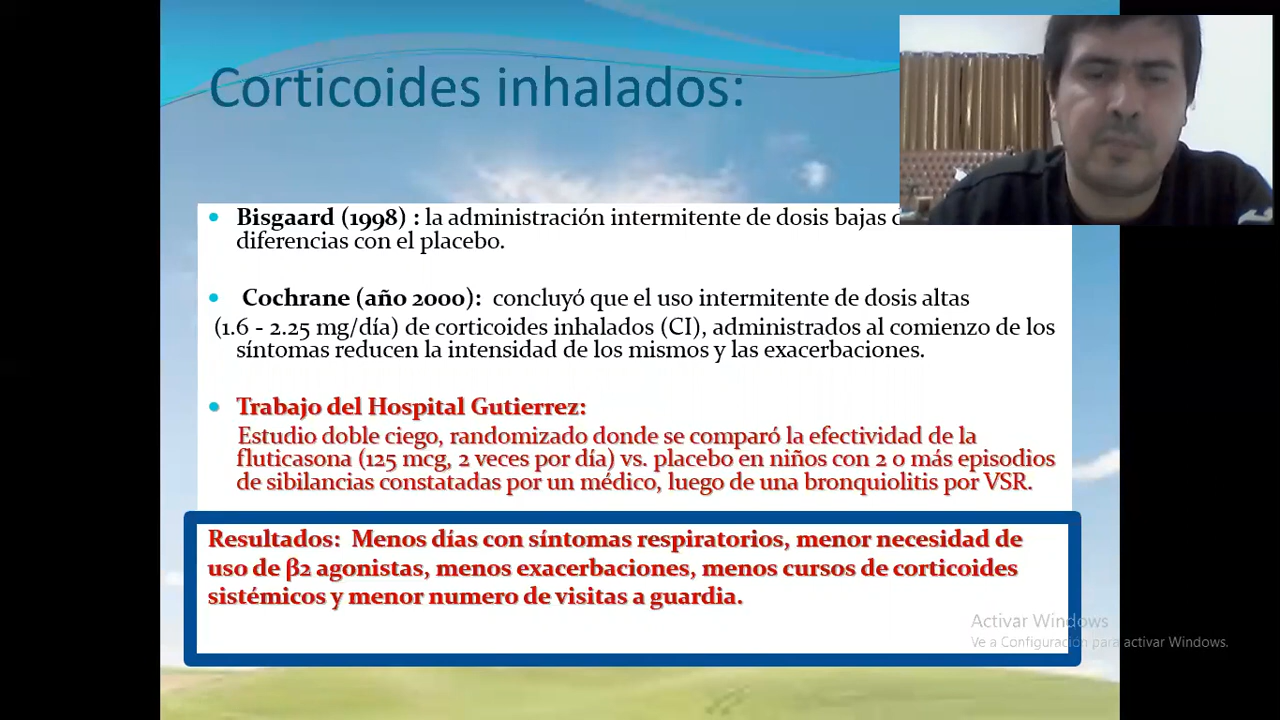 Corticoides inhalados:
Bisgaard (1998) : la administración intermitente de dosis bajas
diferencias con el placebo.
Cochrane (año 2000): concluyó que el uso intermitente de dosis altas
(1.6 - 2.25 mg/día) de corticoides inhalados (CI), administrados al comienzo de los
síntomas reducen la intensidad de los mismos y las exacerbaciones.
Trabajo del Hospital Gutierrez:
Estudio doble ciego, randomizado donde se comparó la efectividad de la
fluticasona (125 mcg, 2 veces por día) vs. placebo en niños con 2 o más episodios
de sibilancias constatadas por un médico, luego de una bronquiolitis por VSR.
Resultados: Menos días con síntomas respiratorios, menor necesidad de
uso de β2 agonistas, menos exacerbaciones, menos cursos de corticoides
sistémicos y menor numero de visitas a guardia.
Activar Windows
Ve a Configuración para activar Windows.